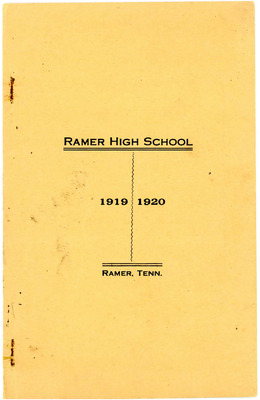 RAMER HIGH SCHOOL
1919 1920
RAMER, TENN.